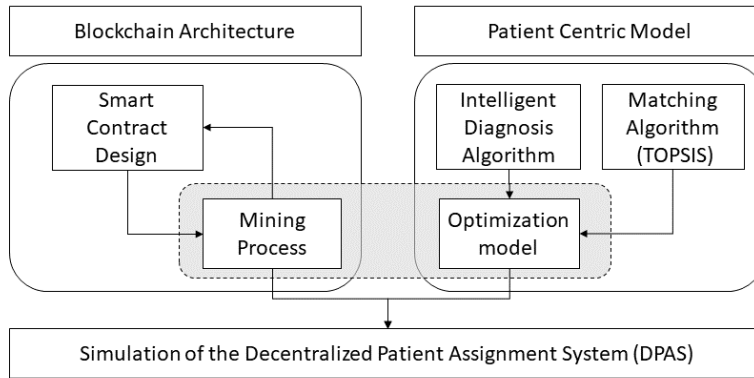 Blockchain Architecture
Patient Centric Model
Smart
Contract
Design
Intelligent
Diagnosis
Algorithm
Matching
Algorithm
(TOPSIS)
Mining
Process
Optimization
model
Simulation of the Decentralized Patient Assignment System (DPAS)